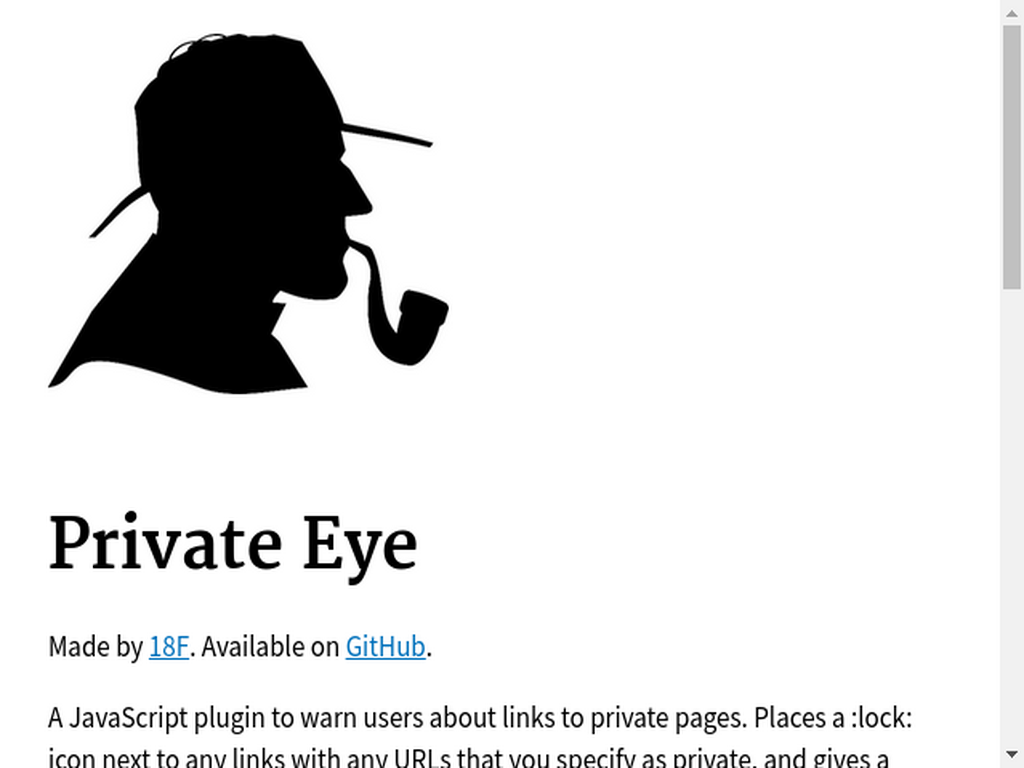 Private Eye
Made by 18F. Available on GitHub.
A JavaScript plugin to warn users about links to private pages. Places a :lock:
icon next to any links with any URLs that you specify as private, and gives a